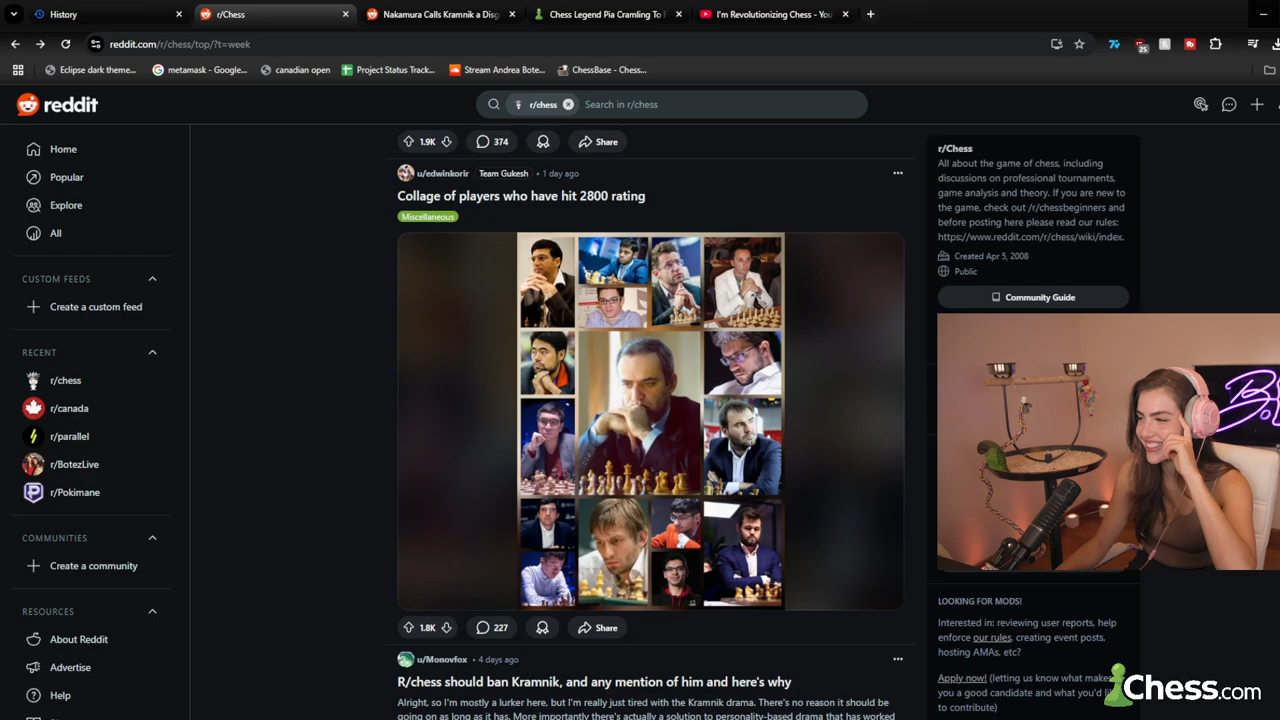 History
r/Chess
Nakamura Calls Kramnik a Disg
Chess Legend Pia Cramling To F
I'm Revolutionizing Chess - You
reddit.com/r/chess/top/?t=week
25
Eclipse dark theme...
metamask - Google...
canadian open
Project Status Track...
Stream Andrea Bote...
ChessBase - Chess...
reddit
r/chess
Search in r/chess
Home
Popular
Explore
All
CUSTOM FEEDS
Create a custom feed
RECENT
r/chess
r/canada
r/parallel
r/BotezLive
r/Pokimane
COMMUNITIES
Create a community
RESOURCES
About Reddit
Advertise
Help
1.9K
374
Share
u/edwinkorir Team Gukesh • 1 day ago
Collage of players who have hit 2800 rating
Miscellaneous
1.8K
227
Share
u/Monovfox • 4 days ago
R/chess should ban Kramnik, and any mention of him and here's why
Alright, so I'm mostly a lurker here, but I'm really just tired with the Kramnik drama. There's no reason it should be
going on as long as it has. More importantly there's actually a solution to personality-based drama that has worked
r/Chess
All about the game of chess, including
discussions on professional tournaments,
game analysis and theory. If you are new to
the game, check out /r/chessbeginners and
before posting here please read our rules:
https://www.reddit.com/r/chess/wiki/index.
Created Apr 5, 2008
Public
Community Guide
LOOKING FOR MODS!
Interested in: reviewing user reports, help
enforce our rules, creating event posts,
hosting AMAs, etc?
Apply now! (letting us know what makes
you a good candidate and what you'd li
to contribute)
Chess.com